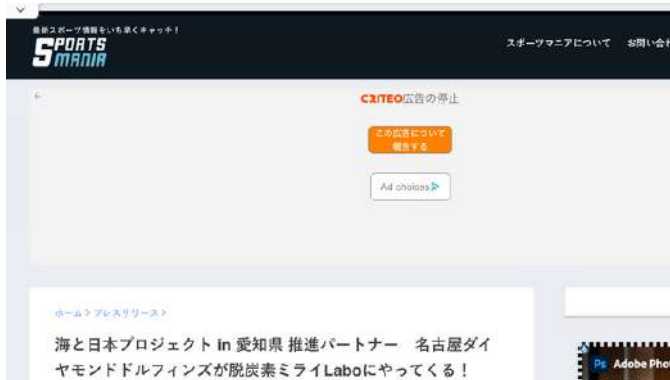 最新スポーツ情報をいち早くキャッチ！
SPORTS
MANIA
スポーツマニアについて お問い合わ
CRITEO広告の停止
この広告について
報告する
Ad choices
ホーム > プレスリリース >
海と日本プロジェクト in 愛知県 推進パートナー 名古屋ダイ
ヤモンドドルフィンズが脱炭素ミライLaboにやってくる！
Ps Adobe Pho